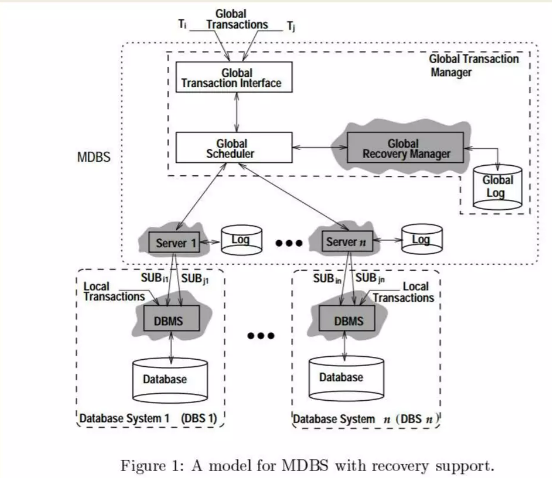 Global
Transactions
Ti
Tj
Global Transaction
Manager
Global
Transaction Interface
MDBS
Global
Scheduler
Global
Recovery Manager
Global
Log
Server 1
Log
Server n
Log
SUBi1
SUBj1
SUBin
SUBjn
Local
Transactions
Local
Transactions
DBMS
DBMS
Database
Database
Database System 1 (DBS 1)
Database System n (DBS n)
Figure 1: A model for MDBS with recovery support.